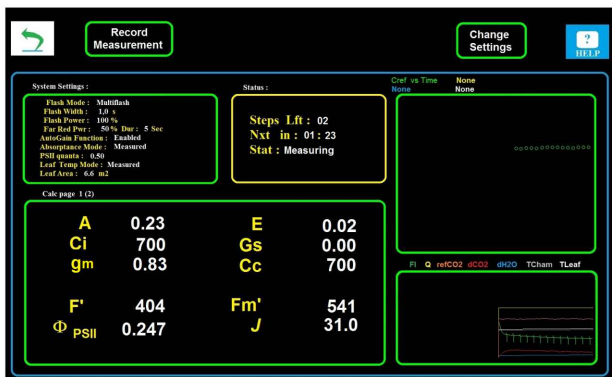 Record
Measurement
Change
Settings
?
HELP
System Settings :
Flash Mode : Multiflash
Flash Width : 1,0 s
Flash Power : 100 %
Far Red Pwr : 50 % Dur : 5 Sec
AutoGain Function : Enabled
Absorptance Mode : Measured
PSII quanta : 0,50
Leaf Temp Mode : Measured
Leaf Area : 6.6 m2
Status :
Steps Lft : 02
Nxt in : 01 : 23
Stat : Measuring
Cref vs Time None
None None
Calc page 1 (2)
A 0.23 E 0.02
Ci 700 Gs 0.00
gm 0.83 Cc 700
F' 404 Fm' 541
Φ PSII 0.247 J 31.0
Fl Q refCO2 dCO2 dH2O TCham TLeaf